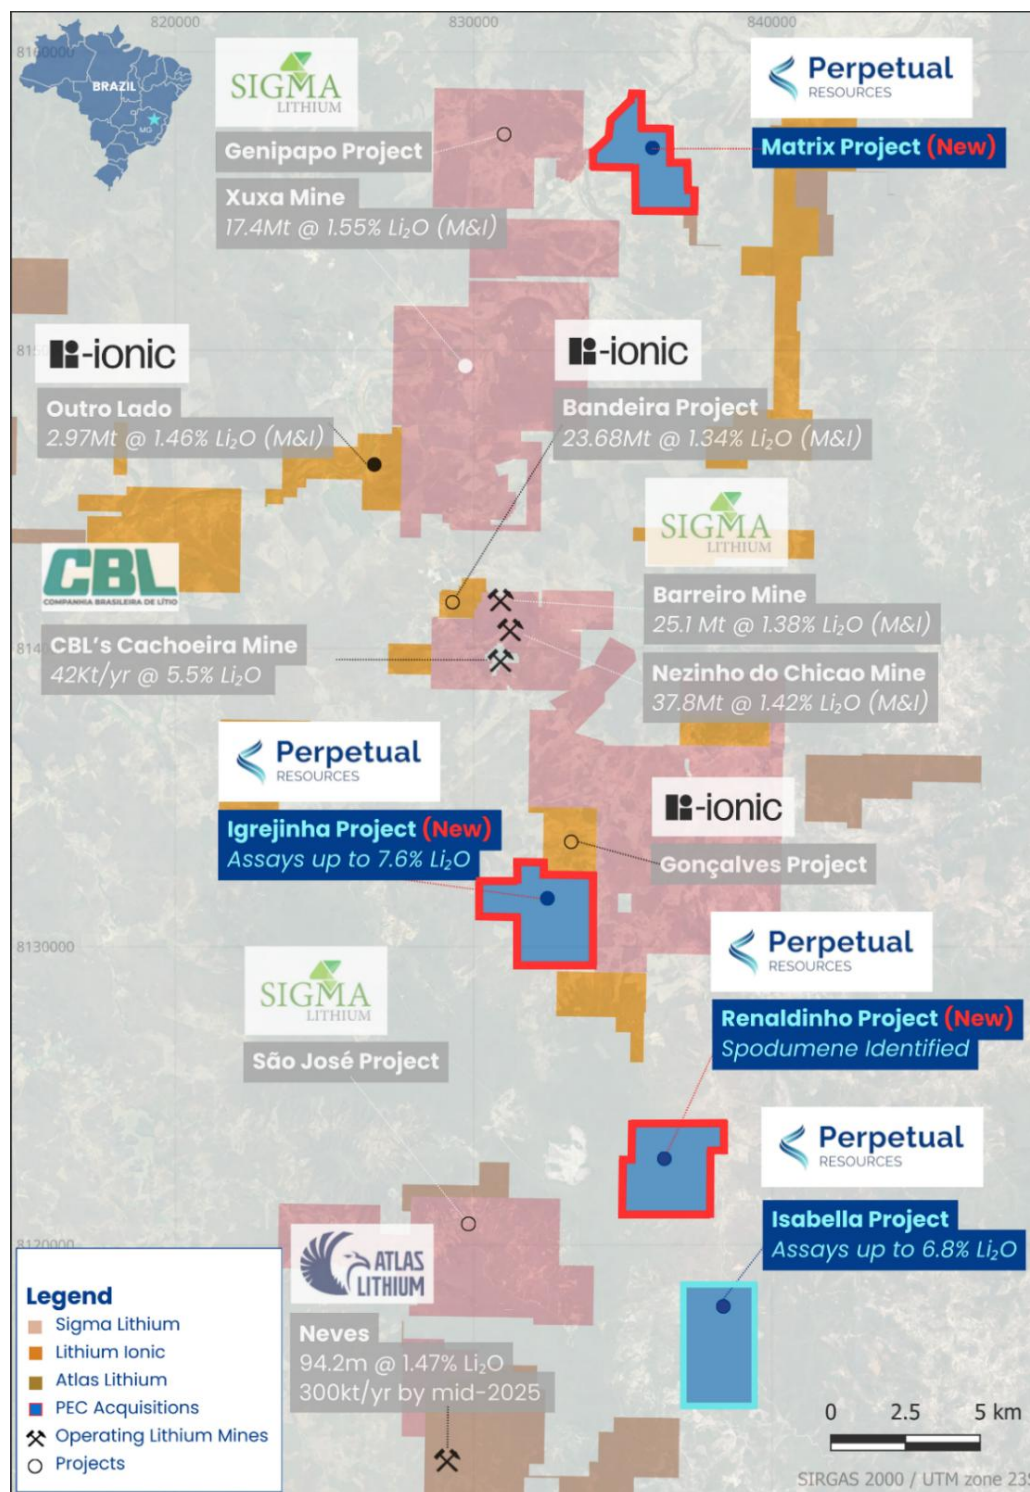 820000
830000
840000
8160000
BRAZIL
MG
SIGMA
LITHIUM
Genipapo Project
Xuxa Mine
17.4Mt @ 1.55% Li₂O (M&I)
Perpetual
RESOURCES
Matrix Project (New)
-ionic
Outro Lado
2.97Mt @ 1.46% Li₂O (M&I)
-ionic
Bandeira Project
23.68Mt @ 1.34% Li₂O (M&I)
CBL
COMPANHIA BRASILEIRA DE LÍTIO
CBL's Cachoeira Mine
42Kt/yr @ 5.5% Li₂O
SIGMA
LITHIUM
Barreiro Mine
25.1 Mt @ 1.38% Li₂O (M&I)
Nezinho do Chicao Mine
37.8Mt @ 1.42% Li₂O (M&I)
8140000
Perpetual
RESOURCES
Igrejinha Project (New)
Assays up to 7.6% Li₂O
-ionic
Gonçalves Project
8130000
SIGMA
LITHIUM
São José Project
Perpetual
RESOURCES
Renaldinho Project (New)
Spodumene Identified
Perpetual
RESOURCES
Isabella Project
Assays up to 6.8% Li₂O
8120000
ATLAS
LITHIUM
Neves
94.2m @ 1.47% Li₂O
300kt/yr by mid-2025
Legend
Sigma Lithium
Lithium Ionic
Atlas Lithium
PEC Acquisitions
Operating Lithium Mines
Projects
0 2.5 5 km
SIRGAS 2000 / UTM zone 23S